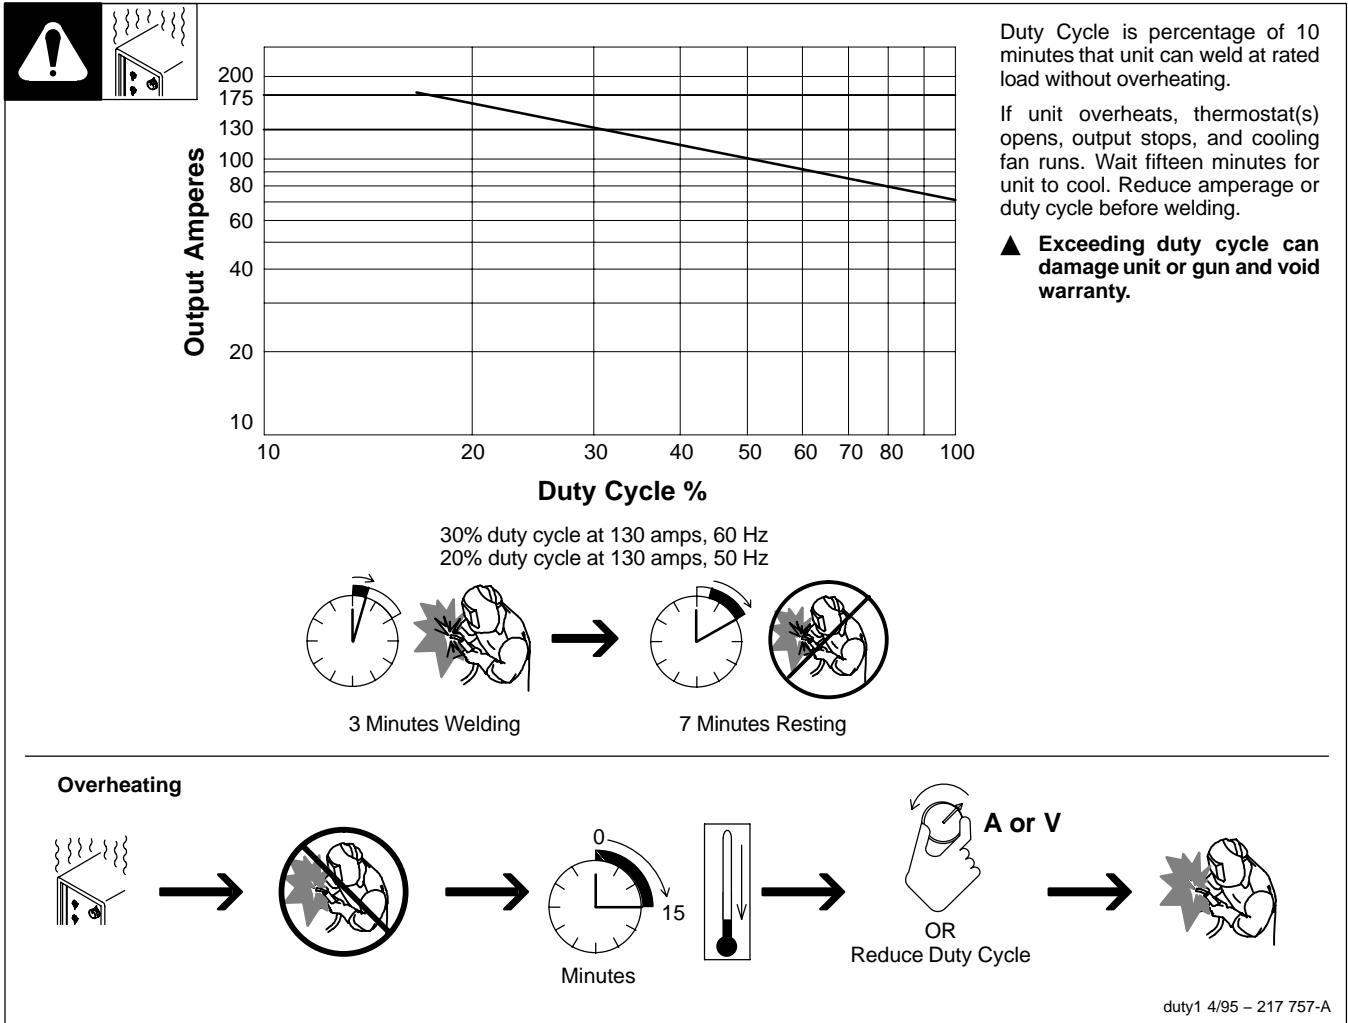 Duty Cycle is percentage of 10
minutes that unit can weld at rated
load without overheating.
If unit overheats, thermostat(s)
opens, output stops, and cooling
fan runs. Wait fifteen minutes for
unit to cool. Reduce amperage or
duty cycle before welding.
Exceeding duty cycle can
damage unit or gun and void
warranty.
Output Amperes
200
175
130
100
80
60
40
20
10
10 20 30 40 50 60 70 80 100
Duty Cycle %
30% duty cycle at 130 amps, 60 Hz
20% duty cycle at 130 amps, 50 Hz
3 Minutes Welding
7 Minutes Resting
Overheating
0
15
Minutes
A or V
OR
Reduce Duty Cycle
duty1 4/95 – 217 757-A